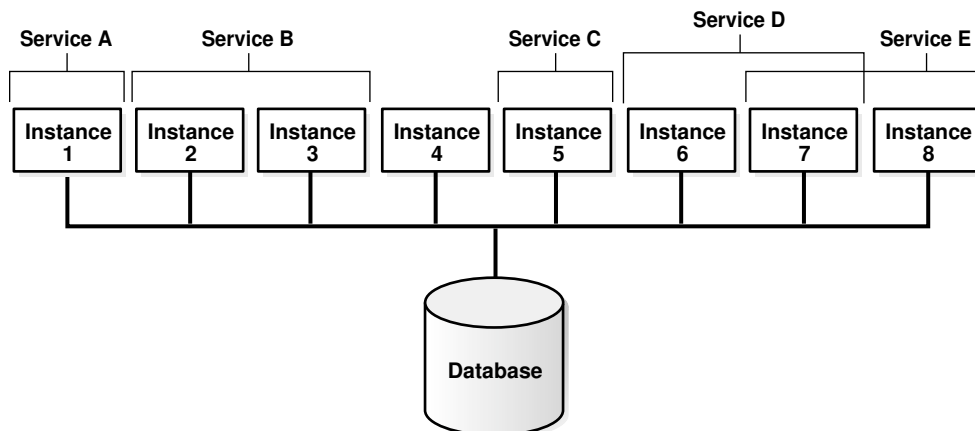 Service A
Service B
Service C
Service D
Service E
Instance
1
Instance
2
Instance
3
Instance
4
Instance
5
Instance
6
Instance
7
Instance
8
Database